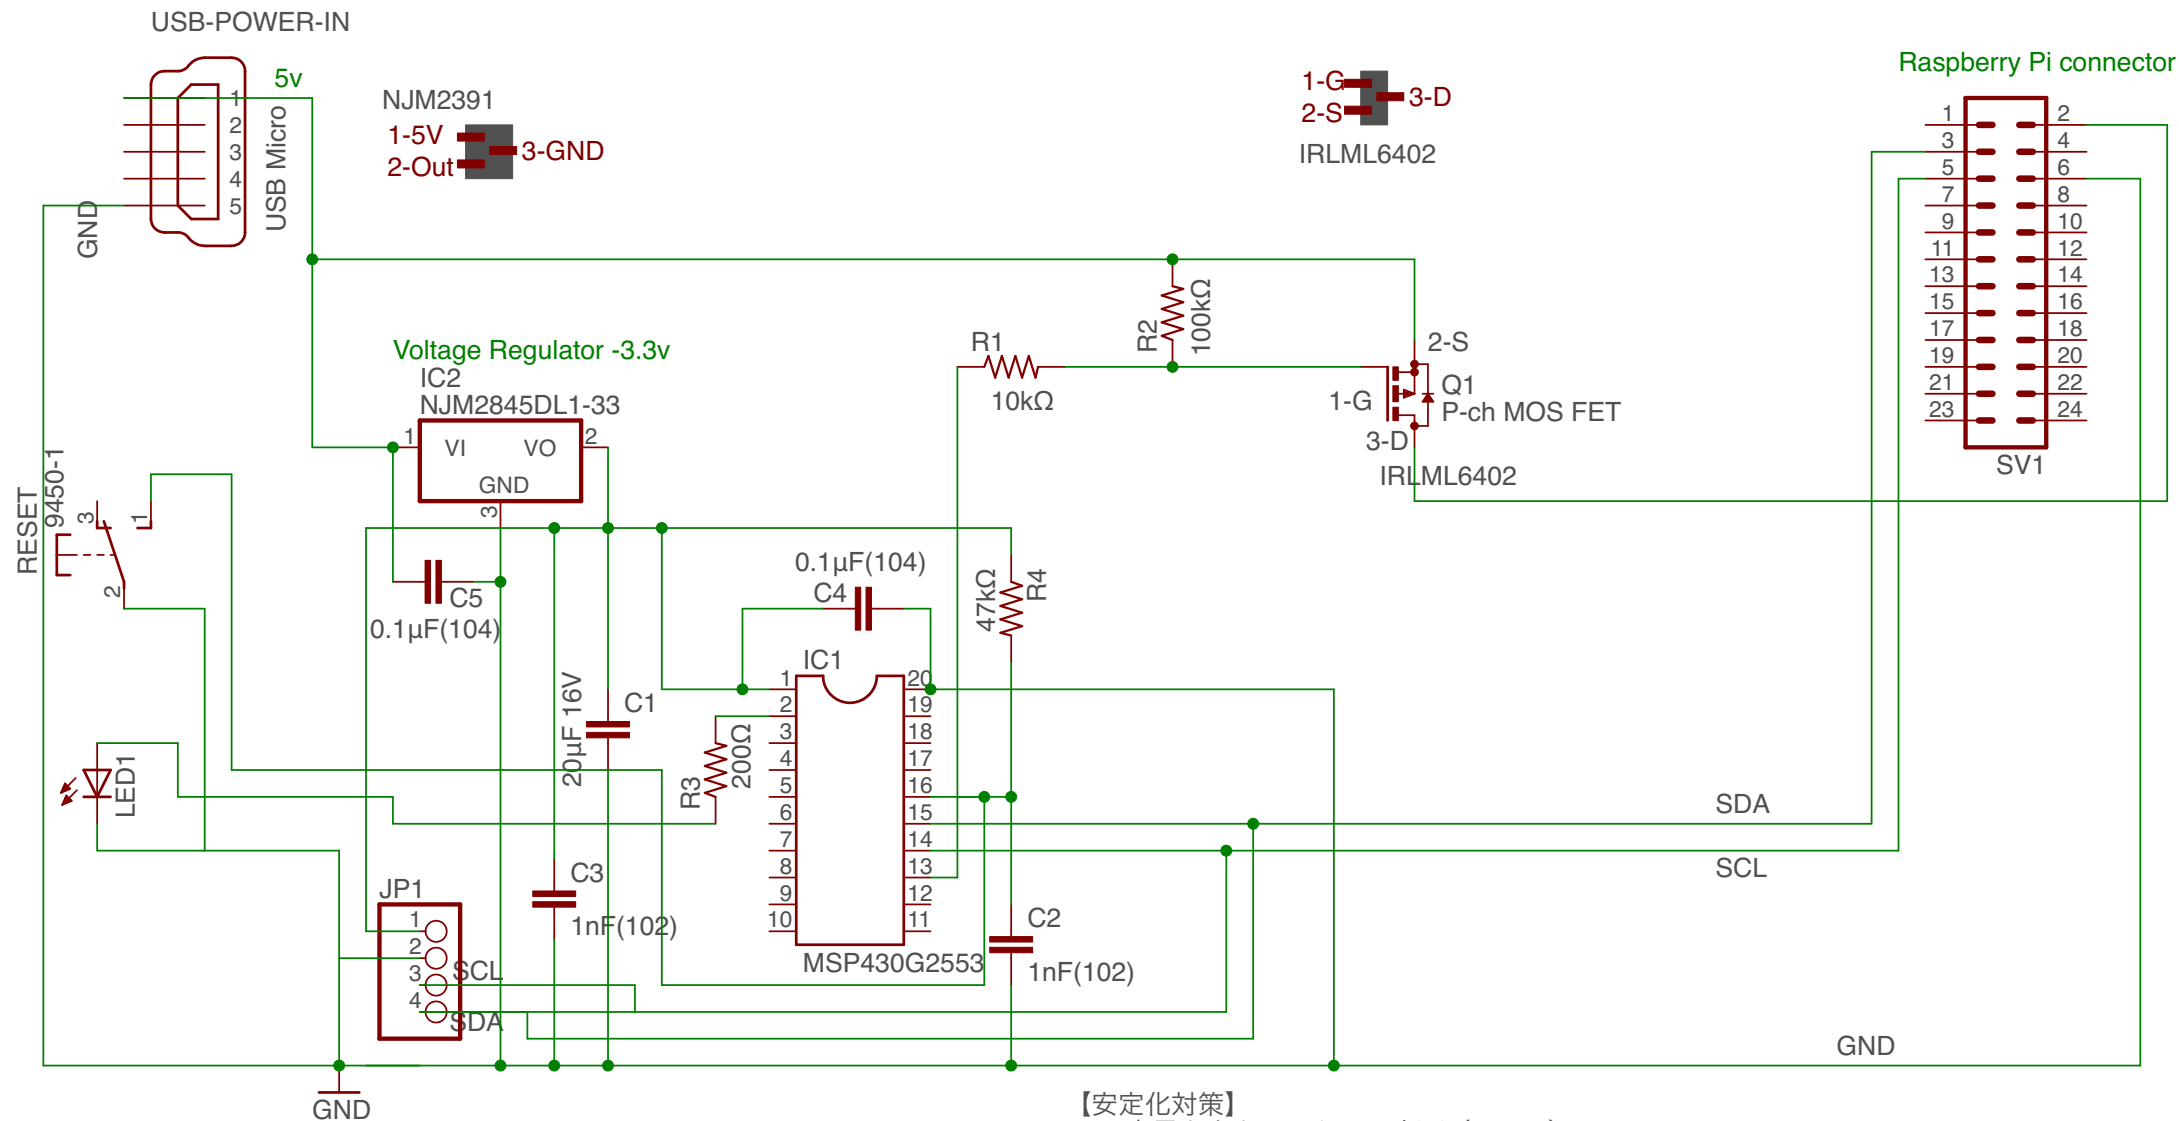 USB-POWER-IN
5v
1
2
3
4
5
USB Micro
GND
NJM2391
1-5V
2-Out
3-GND
1-G
2-S
3-D
IRLML6402
Raspberry Pi connector
1 2
3 4
5 6
7 8
9 10
11 12
13 14
15 16
17 18
19 20
21 22
23 24
SV1
R2
100kΩ
R1
10kΩ
2-S
1-G
Q1
P-ch MOS FET
3-D
IRLML6402
Voltage Regulator -3.3v
IC2
NJM2845DL1-33
1 VI VO 2
GND
3
RESET
9450-1
3
1
2
C5
0.1µF(104)
0.1µF(104)
C4
47kΩ
R4
IC1
1 20
2 19
3 18
4 17
5 16
6 15
7 14
8 13
9 12
10 11
MSP430G2553
20µF 16V
C1
R3
200Ω
LED1
C3
1nF(102)
C2
1nF(102)
JP1
1
2
3 SCL
4 SDA
SDA
SCL
GND
GND
【安定化対策】